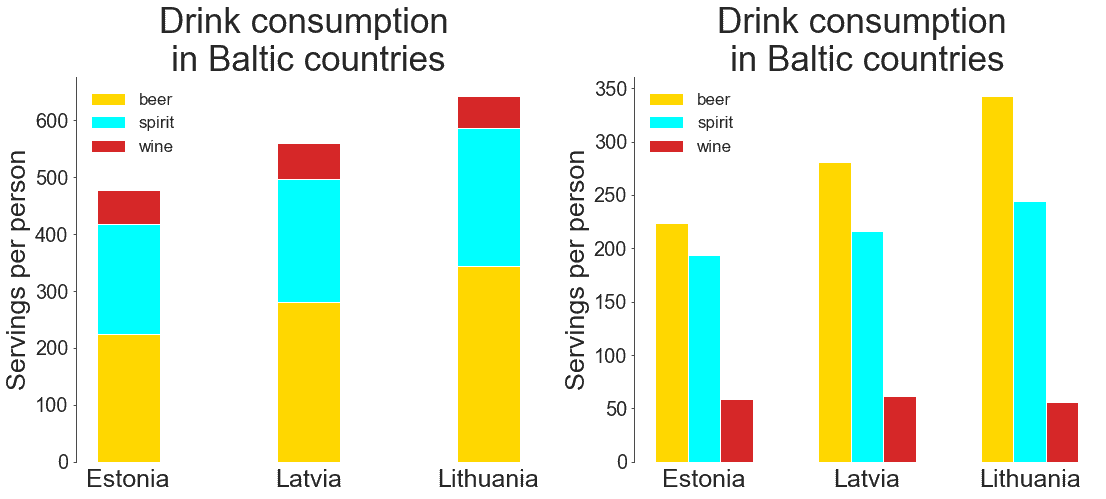 Drink consumption
in Baltic countries
Servings per person
600
500
400
300
200
100
0
beer
spirit
wine
Estonia Latvia Lithuania
Drink consumption
in Baltic countries
Servings per person
350
300
250
200
150
100
50
0
beer
spirit
wine
Estonia Latvia Lithuania